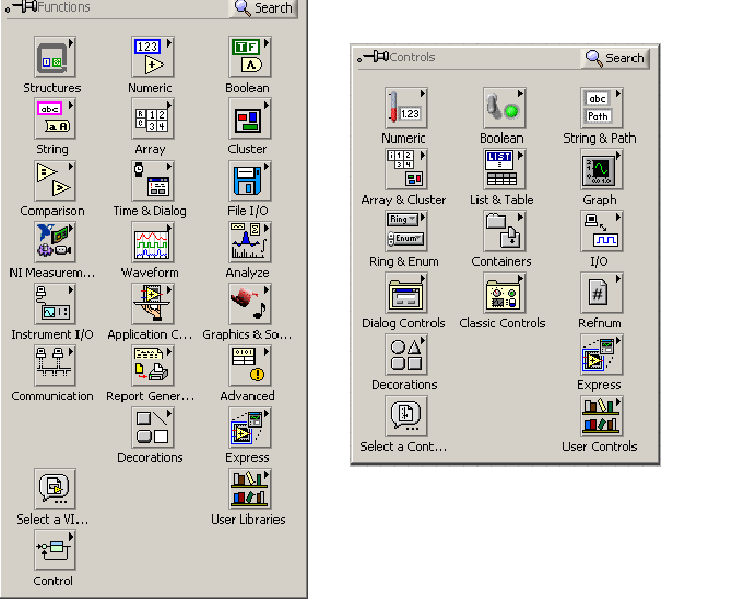 Functions Search
Structures Numeric Boolean
String Array Cluster
Comparison Time & Dialog File I/O
NI Measurem... Waveform Analyze
Instrument I/O Application C... Graphics & So...
Communication Report Gener... Advanced
Decorations Express
Select a VI... User Libraries
Control
Controls Search
Numeric Boolean String & Path
Array & Cluster List & Table Graph
Ring & Enum Containers I/O
Dialog Controls Classic Controls Refnum
Decorations Express
Select a Cont... User Controls